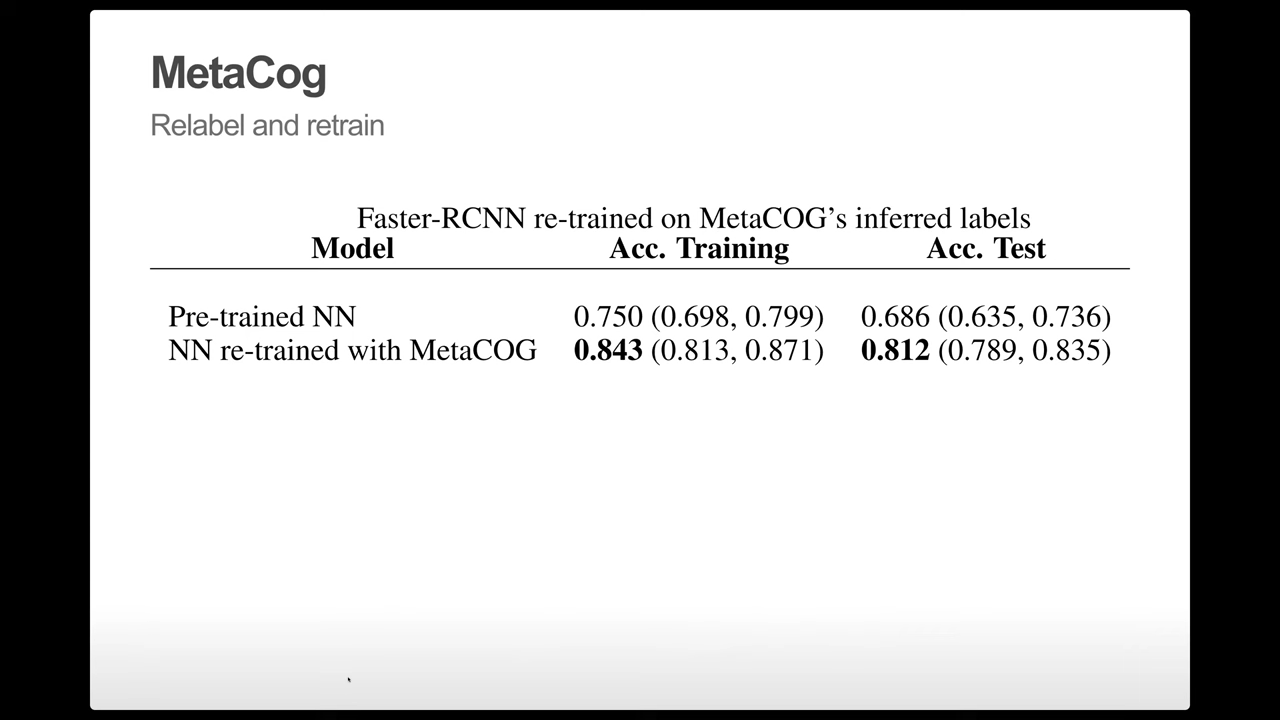 MetaCog
Relabel and retrain
Faster-RCNN re-trained on MetaCOG's inferred labels
Model Acc. Training Acc. Test
Pre-trained NN 0.750 (0.698, 0.799) 0.686 (0.635, 0.736)
NN re-trained with MetaCOG 0.843 (0.813, 0.871) 0.812 (0.789, 0.835)